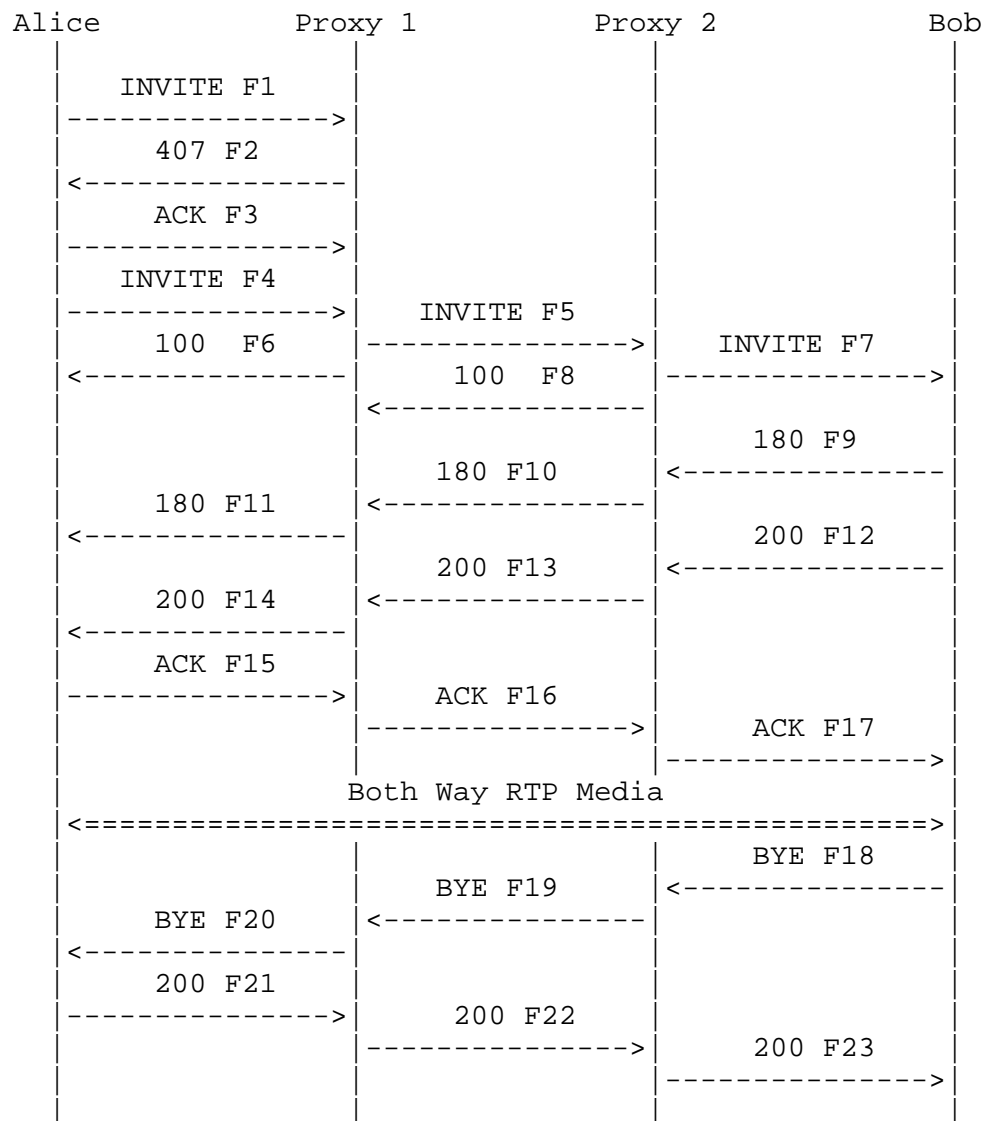 Alice Proxy 1 Proxy 2 Bob
INVITE F1
407 F2
ACK F3
INVITE F4
INVITE F5
100 F6 INVITE F7
100 F8
180 F9
180 F10
180 F11
200 F12
200 F13
200 F14
ACK F15
ACK F16
ACK F17
Both Way RTP Media
BYE F18
BYE F19
BYE F20
200 F21
200 F22
200 F23